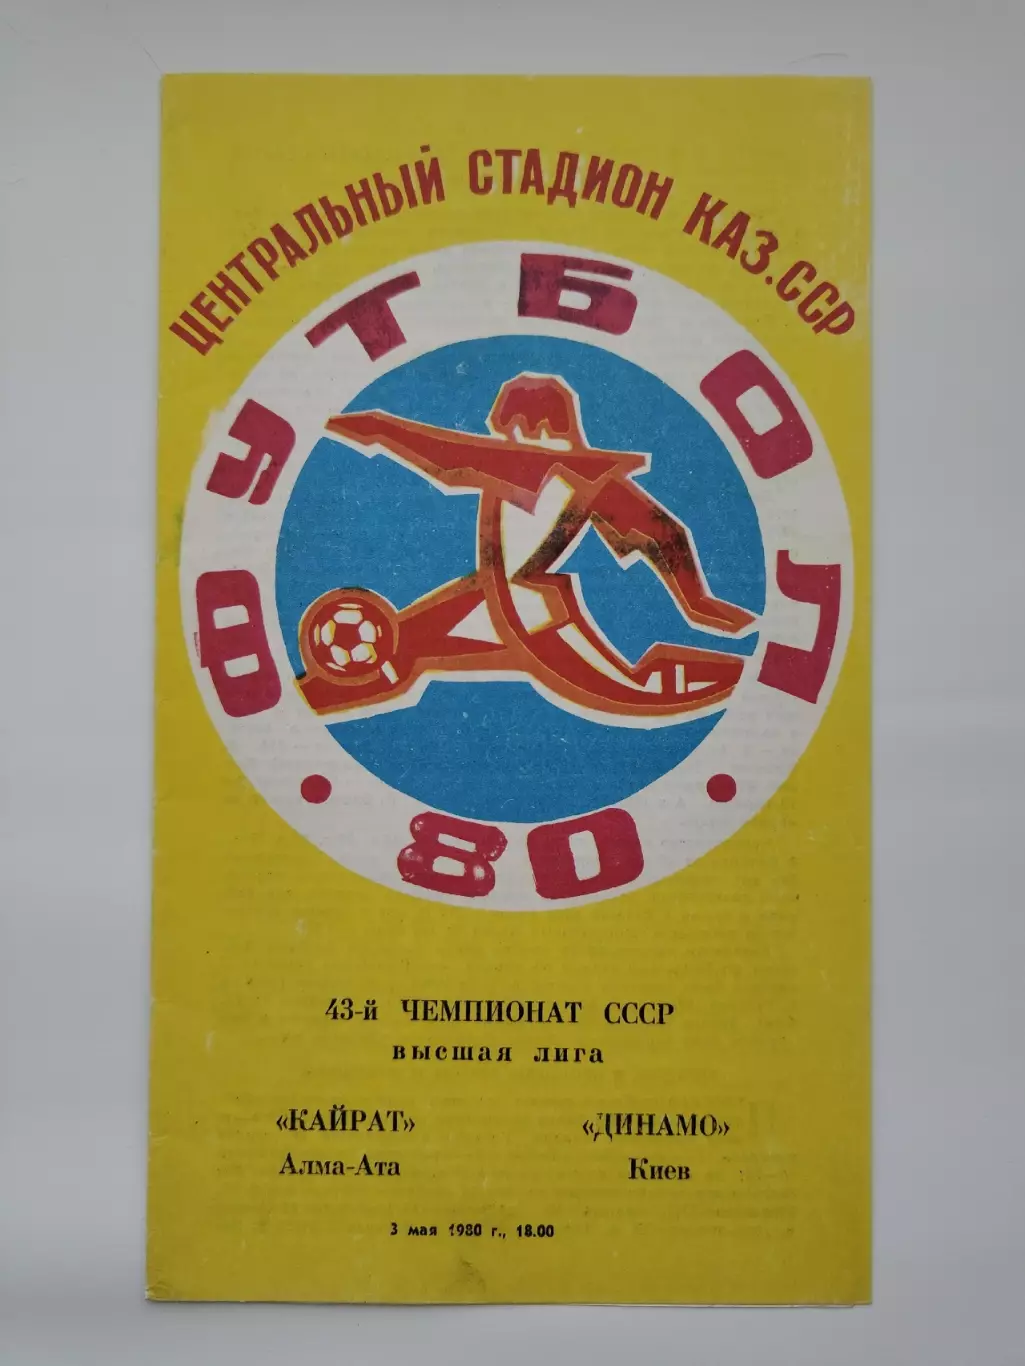 ЦЕНТРАЛЬНЫЙ СТАДИОН КАЗ.ССР
ФУТБОЛ
• 80 •
43-й ЧЕМПИОНАТ СССР
высшая лига
«КАЙРАТ» «ДИНАМО»
Алма-Ата Киев
3 мая 1980 г., 18.00